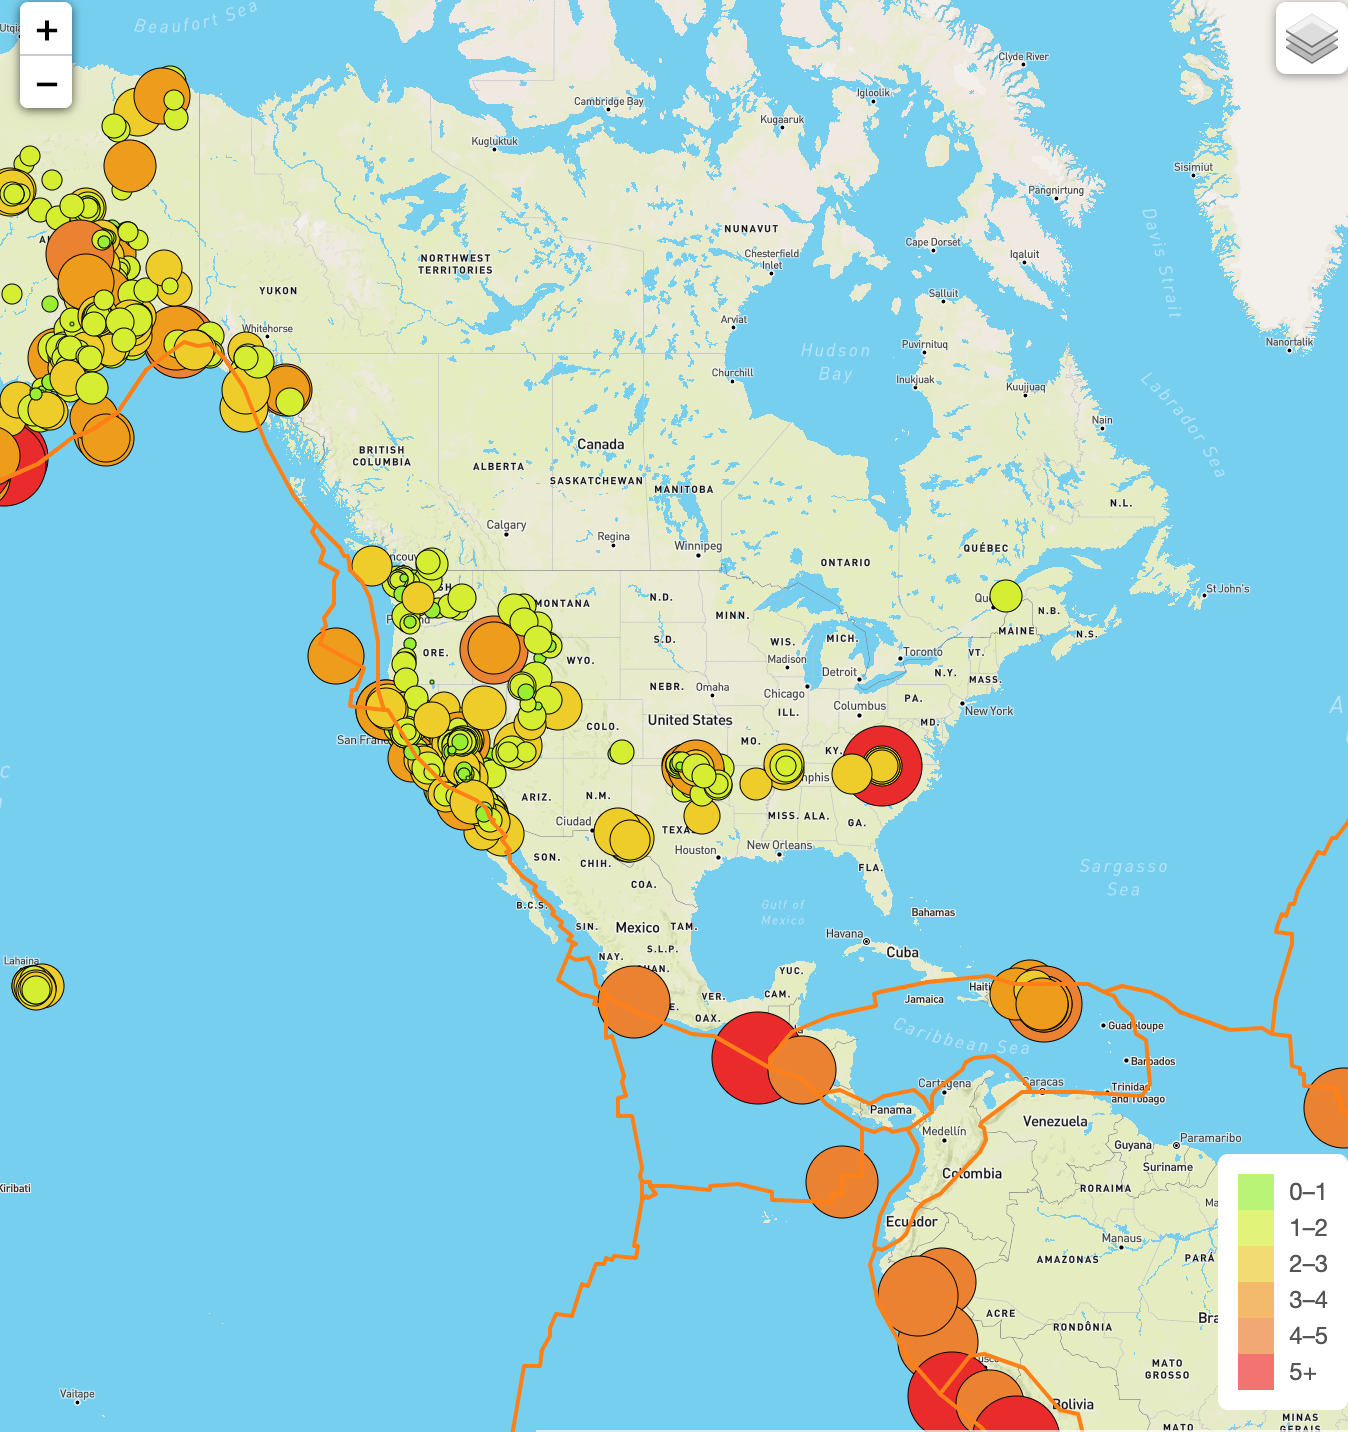 Beaufort Sea
+
−
Clyde River
Cambridge Bay
Igloolik
Kugaaruk
Kugluktuk
Sisimiut
Pangnirtung
NUNAVUT
Cape Dorset
Davis Strait
Chesterfield
Inlet
Iqaluit
NORTHWEST
TERRITORIES
YUKON
Salluit
Whitehorse
Arviat
Hudson
Bay
Puvirnituq
Nanortalik
Churchill
Inukjuak
Kuujjuaq
Labrador Sea
Nain
Canada
BRITISH
COLUMBIA
ALBERTA
SASKATCHEWAN
MANITOBA
N.L.
Calgary
Regina
Winnipeg
QUÉBEC
ONTARIO
St John's
MONTANA
N.D.
N.B.
MINN.
MAINE
N.S.
S.D.
WIS.
MICH.
ORE.
WYO.
Madison
Toronto
VT.
Detroit
N.Y.
MASS.
NEBR.
Omaha
Chicago
PA.
Columbus
ILL.
New York
United States
COLO.
MD.
MO.
KY.
San Fran
ARIZ.
N.M.
MISS.
ALA.
Ciudad
GA.
New Orleans
Houston
SON.
CHIH.
FLA.
Sargasso
Sea
COA.
B.C.S.
Gulf of
Mexico
Bahamas
SIN.
Mexico
TAM.
Havana
Cuba
S.L.P.
NAY.
Lahaina
YUC.
Haiti
VER.
CAM.
Jamaica
OAX.
Caribbean Sea
Guadeloupe
Barbados
Cartagena
Caracas
Trinidad
and Tobago
Panama
Venezuela
Medellín
Guyana
Paramaribo
Colombia
Suriname
Kiribati
RORAIMA
Ecuador
Manaus
AMAZONAS
PARÁ
ACRE
RONDÔNIA
MATO
GROSSO
Vaitape
Bolivia
MINAS
GERAIS
MATO
0–1
1–2
2–3
3–4
4–5
5+